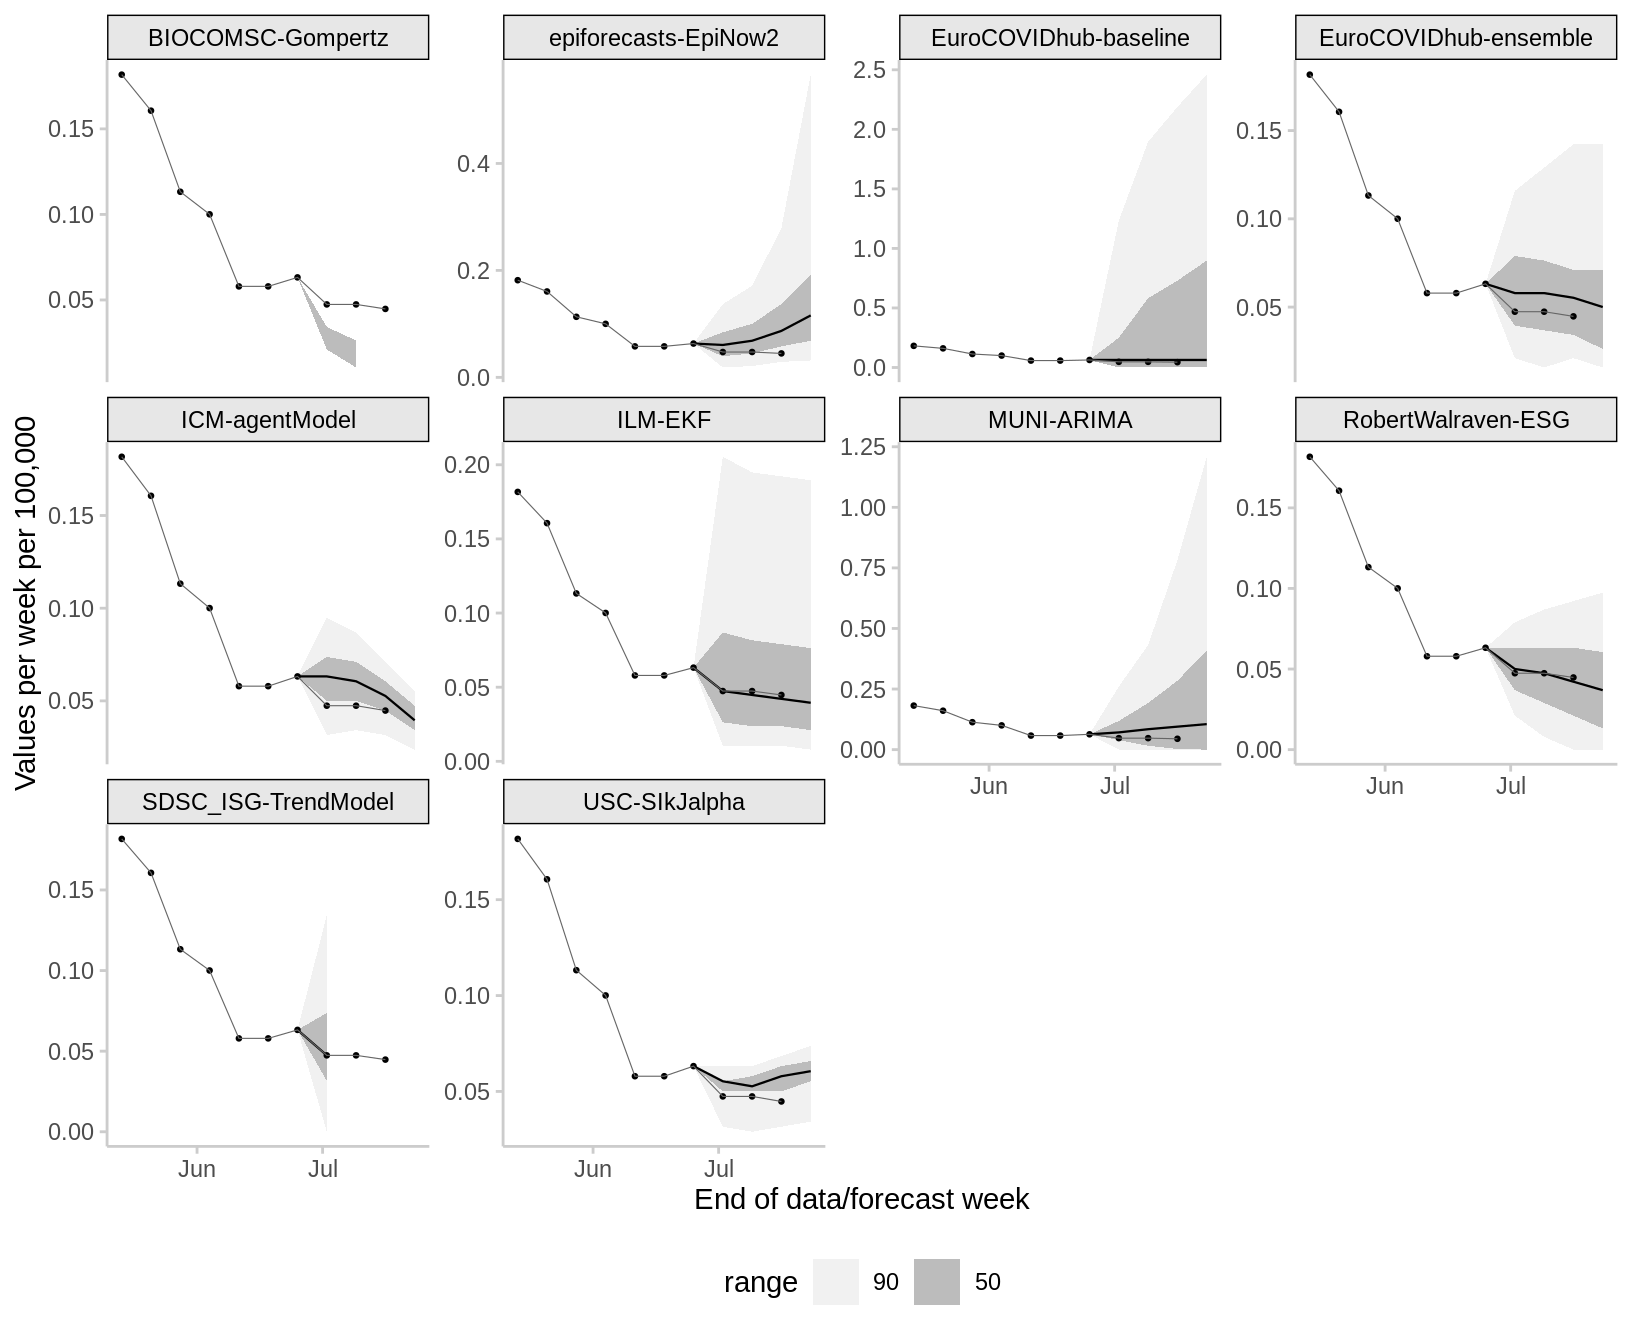 BIOCOMSC-Gompertz
epiforecasts-EpiNow2
EuroCOVIDhub-baseline
EuroCOVIDhub-ensemble
0.15
0.10
0.05
0.4
0.2
0.0
2.5
2.0
1.5
1.0
0.5
0.0
0.15
0.10
0.05
ICM-agentModel
ILM-EKF
MUNI-ARIMA
RobertWalraven-ESG
0.15
0.10
0.05
0.20
0.15
0.10
0.05
0.00
1.25
1.00
0.75
0.50
0.25
0.00
Jun Jul
0.15
0.10
0.05
0.00
Jun Jul
SDSC_ISG-TrendModel
USC-SIkJalpha
0.15
0.10
0.05
0.00
Jun Jul
0.15
0.10
0.05
Jun Jul
Values per week per 100,000
End of data/forecast week
range 90 50